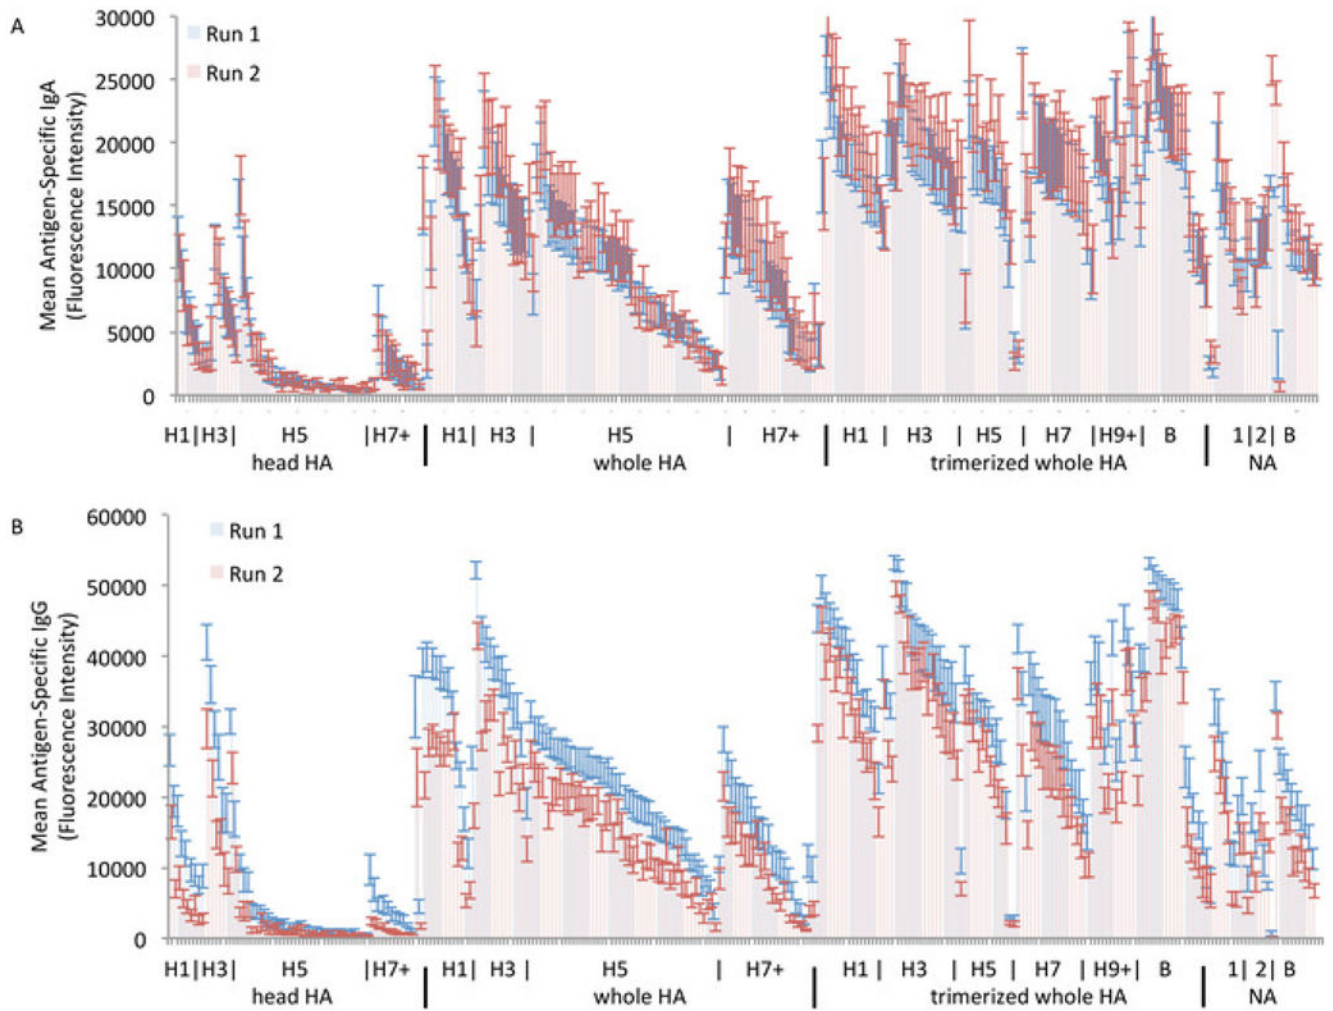 A
Mean Antigen-Specific IgA
(Fluorescence Intensity)
30000
25000
20000
15000
10000
5000
0
Run 1
Run 2
H1|H3| H5 |H7+ | H1| H3 | H5 | H7+ | H1 | H3 | H5 | H7 |H9+| B | 1|2| B
head HA whole HA trimerized whole HA NA
B
Mean Antigen-Specific IgG
(Fluorescence Intensity)
60000
50000
40000
30000
20000
10000
0
Run 1
Run 2
H1|H3| H5 |H7+ | H1| H3 | H5 | H7+ | H1 | H3 | H5 | H7 |H9+| B | 1|2| B
head HA whole HA trimerized whole HA NA